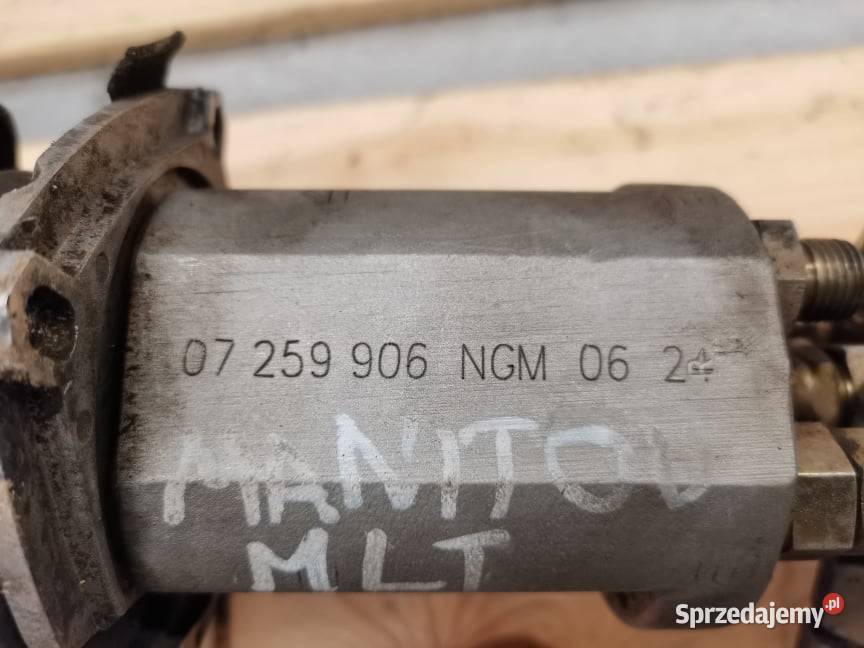 07 259 906 NGM 06 24
MANITOU
MLT
Sprzedajemy.pl